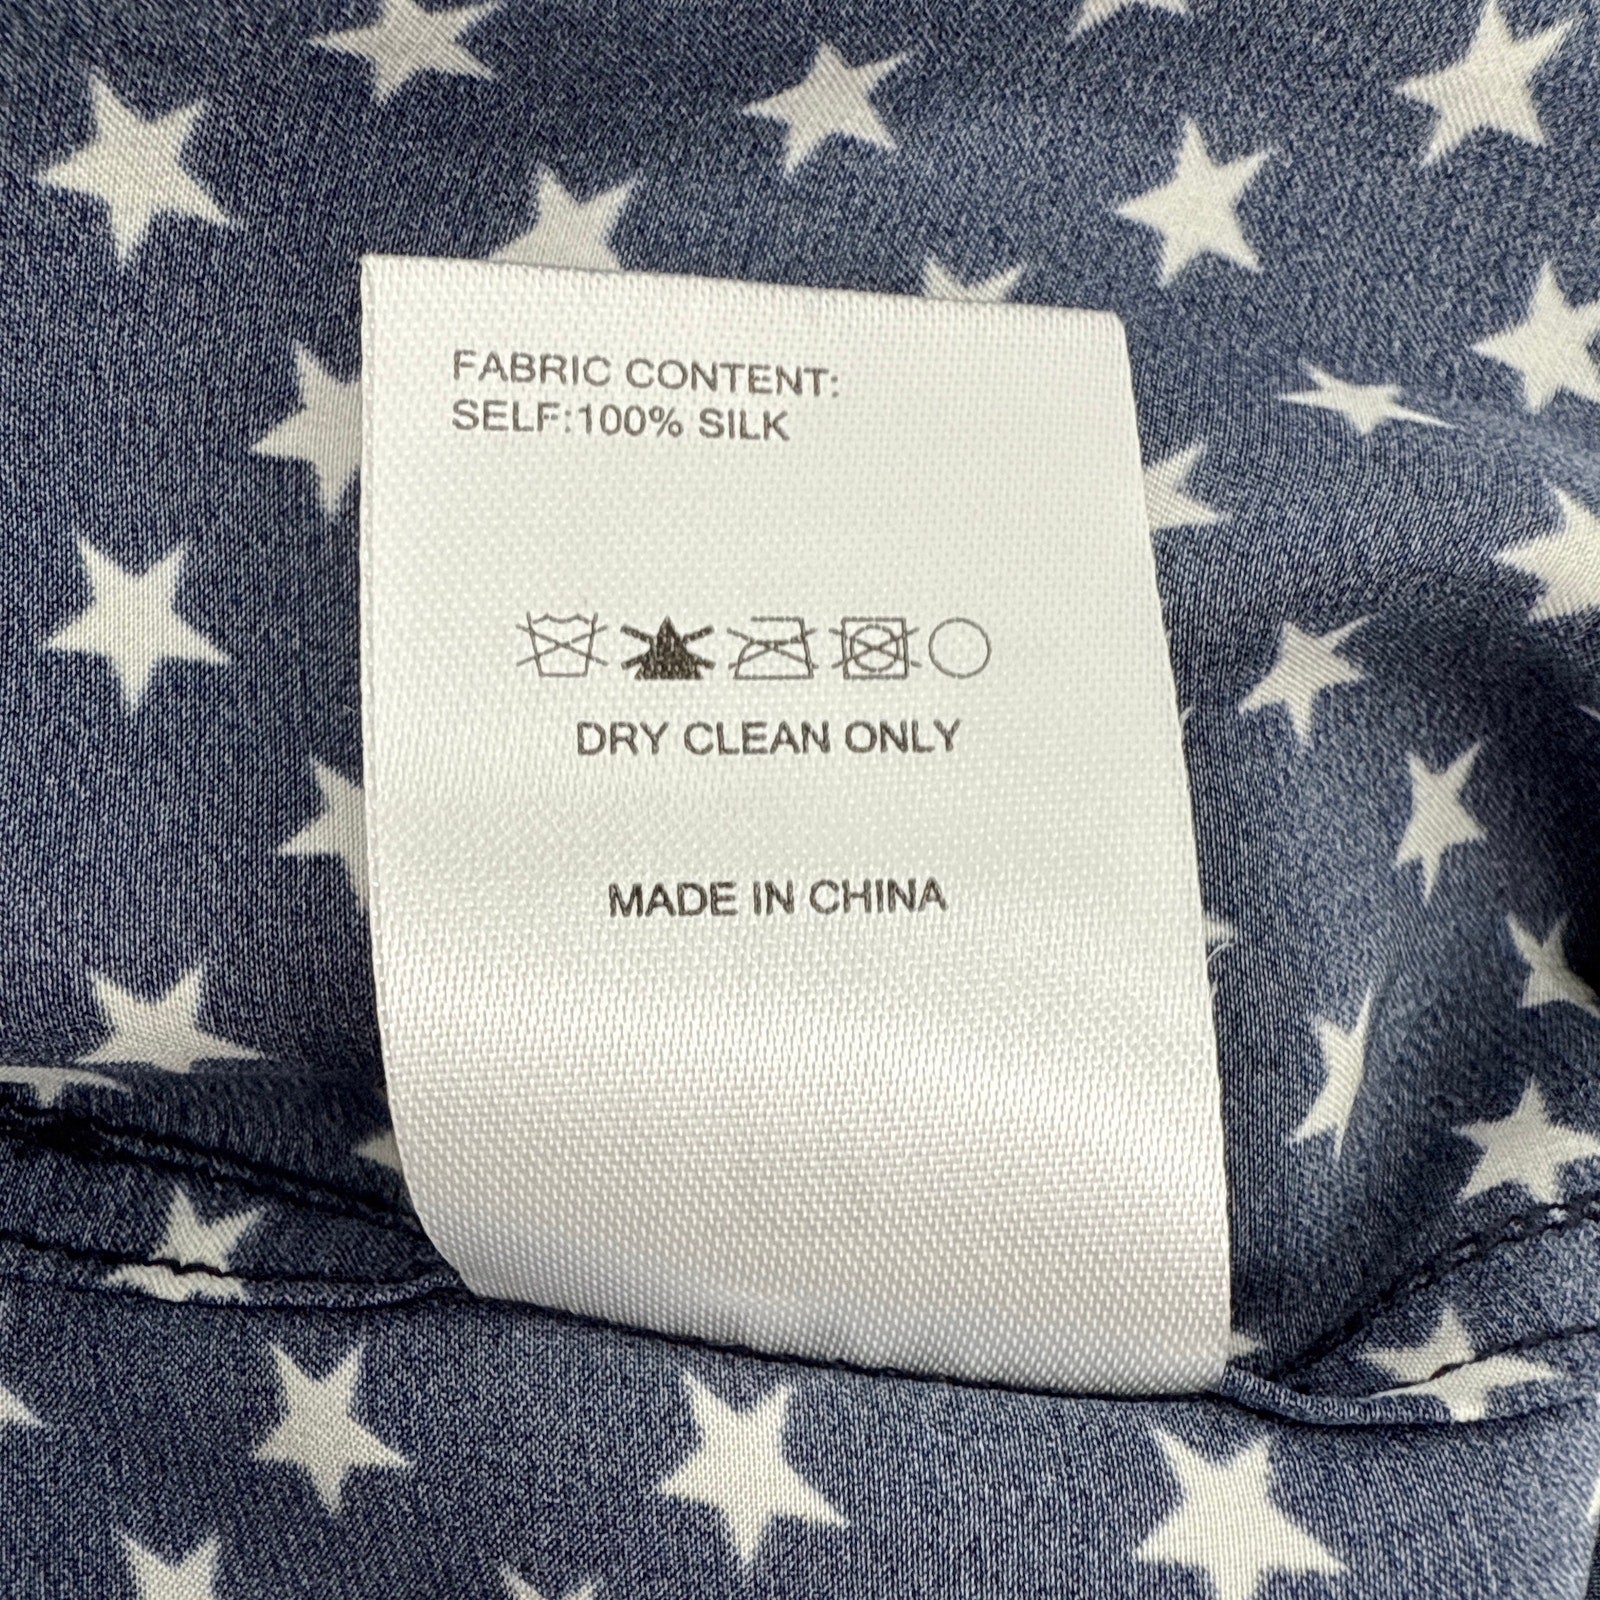 FABRIC CONTENT:
SELF:100% SILK
DRY CLEAN ONLY
MADE IN CHINA